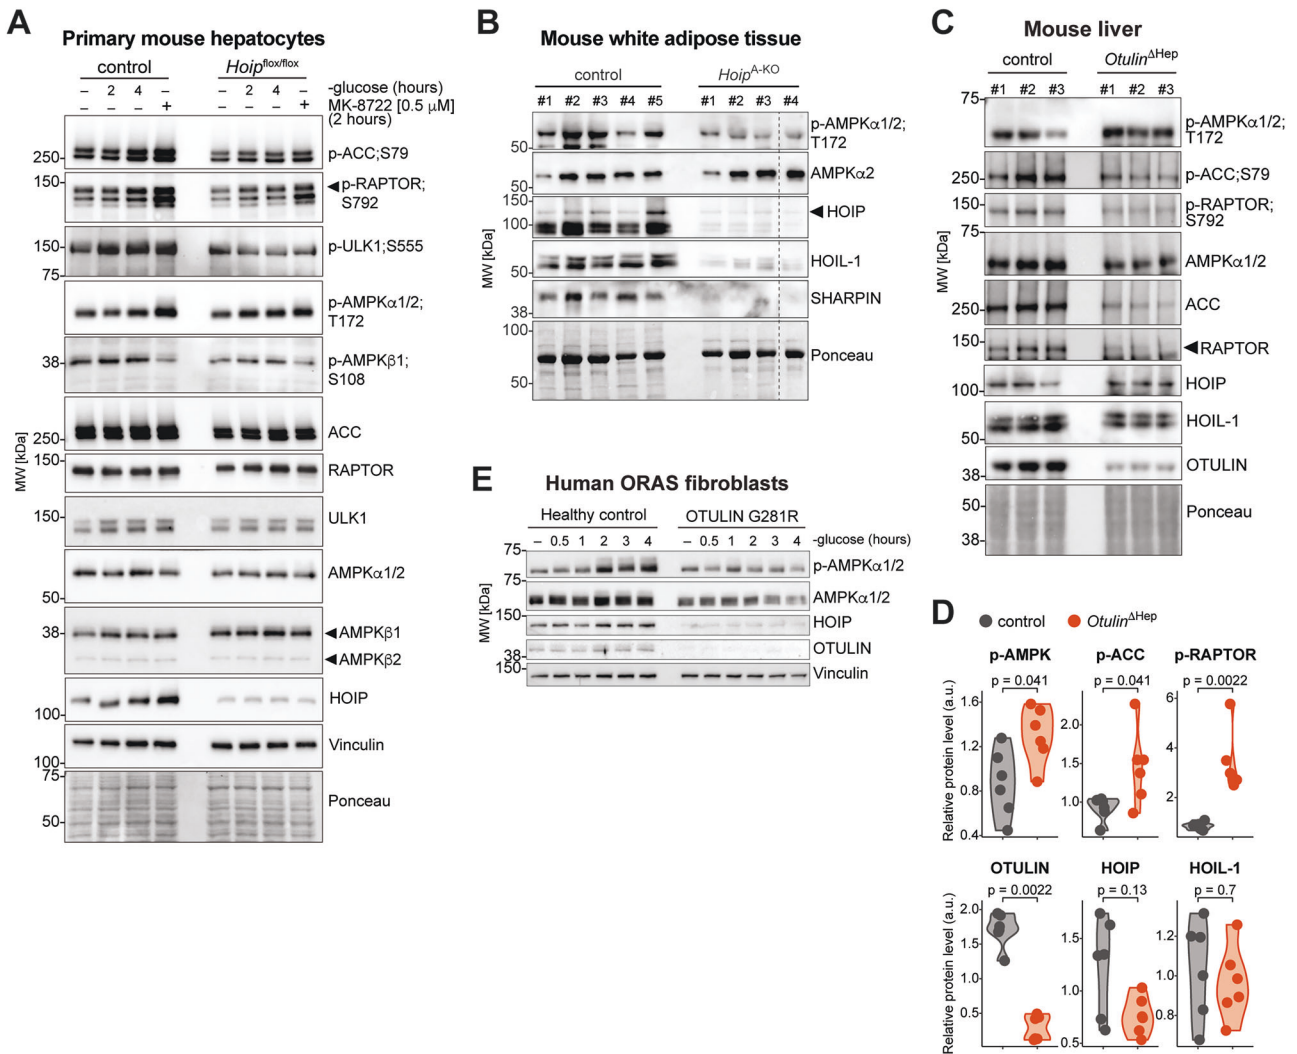 A
Primary mouse hepatocytes
control
Hoip flox/flox
– 2 4 – – 2 4 – -glucose (hours)
– – – + – – – + MK-8722 [0.5 µM]
(2 hours)
250
p-ACC;S79
150
◄p-RAPTOR;
S792
150
p-ULK1;S555
75
p-AMPKα1/2;
T172
38
p-AMPKβ1;
S108
MW [kDa]
250
ACC
150
RAPTOR
150
ULK1
AMPKα1/2
50
38
◄AMPKβ1
◄AMPKβ2
HOIP
100
Vinculin
100
75
Ponceau
50
B
Mouse white adipose tissue
control
Hoip A-KO
#1 #2 #3 #4 #5 #1 #2 #3 #4
p-AMPKα1/2;
T172
50
AMPKα2
50
150
◄HOIP
100
MW [kDa]
HOIL-1
50
SHARPIN
38
100
Ponceau
50
C
Mouse liver
control
Otulin ΔHep
#1 #2 #3 #1 #2 #3
75
p-AMPKα1/2;
T172
250
p-ACC;S79
150
p-RAPTOR;
S792
75
MW [kDa]
AMPKα1/2
50
ACC
250
150
◄RAPTOR
HOIP
100
HOIL-1
50
OTULIN
38
50
Ponceau
38
E
Human ORAS fibroblasts
Healthy control
OTULIN G281R
– 0.5 1 2 3 4 – 0.5 1 2 3 4 -glucose (hours)
75
p-AMPKα1/2
75
MW [kDa]
AMPKα1/2
150
HOIP
OTULIN
38
150
Vinculin
D
control
Otulin ΔHep
p-AMPK
p-ACC
p-RAPTOR
p = 0.041
p = 0.041
p = 0.0022
Relative protein level (a.u.)
1.6
1.2
0.8
0.4
2.0
1.5
1.0
6
4
2
OTULIN
HOIP
HOIL-1
p = 0.0022
p = 0.13
p = 0.7
Relative protein level (a.u.)
2.0
1.5
1.0
0.5
1.5
1.0
0.5
1.2
1.0
0.8